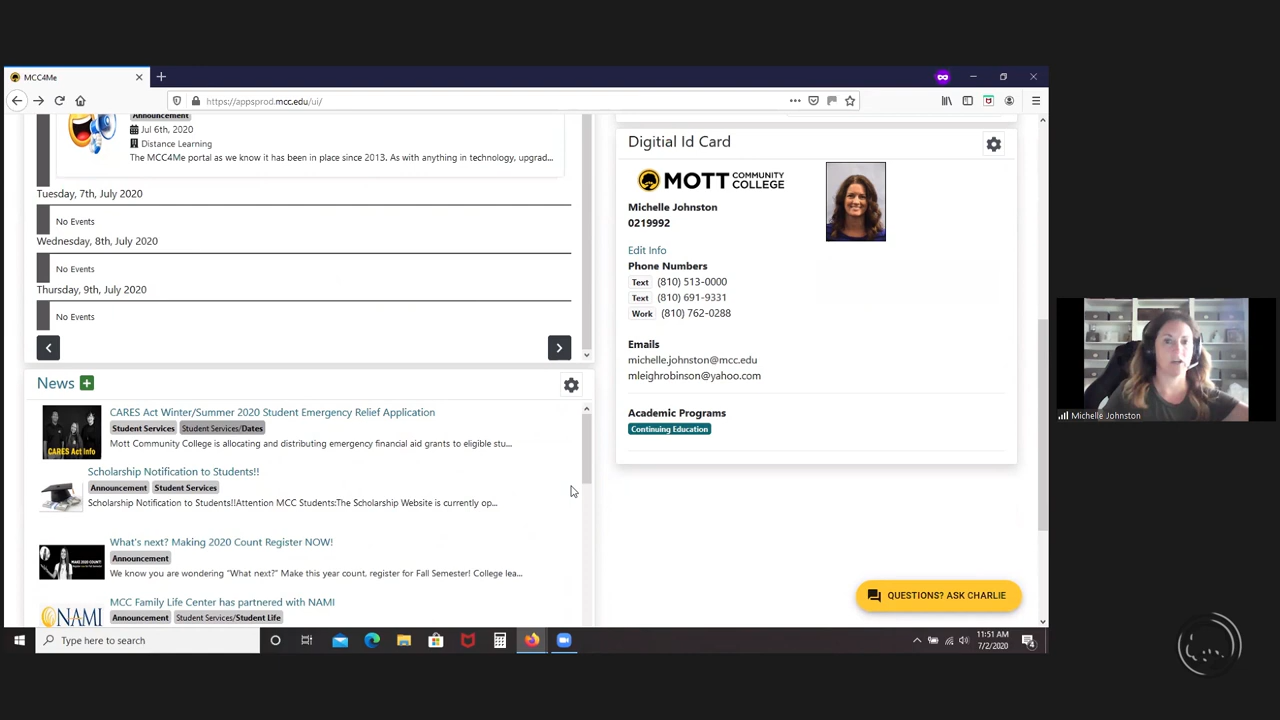 MCC4Me
https://appsprod.mcc.edu/ui/
Announcement
Jul 6th, 2020
Distance Learning
The MCC4Me portal as we know it has been in place since 2013. As with anything in technology, upgrad...
Tuesday, 7th, July 2020
No Events
Wednesday, 8th, July 2020
No Events
Thursday, 9th, July 2020
No Events
News
CARES Act Winter/Summer 2020 Student Emergency Relief Application
Student Services Student Services/Dates
Mott Community College is allocating and distributing emergency financial aid grants to eligible stu...
CARES Act Info
Scholarship Notification to Students!!
Announcement Student Services
Scholarship Notification to Students!!Attention MCC Students:The Scholarship Website is currently op...
What's next? Making 2020 Count Register NOW!
Announcement
We know you are wondering "What next?" Make this year count, register for Fall Semester! College lea...
MAKE 2020 COUNT!
MCC Family Life Center has partnered with NAMI
Announcement Student Services/Student Life
NAMI
Digitial Id Card
MOTT COMMUNITY COLLEGE
Michelle Johnston
0219992
Edit Info
Phone Numbers
Text (810) 513-0000
Text (810) 691-9331
Work (810) 762-0288
Emails
michelle.johnston@mcc.edu
mleighrobinson@yahoo.com
Academic Programs
Continuing Education
QUESTIONS? ASK CHARLIE
Type here to search
11:51 AM
7/2/2020
4
Michelle Johnston